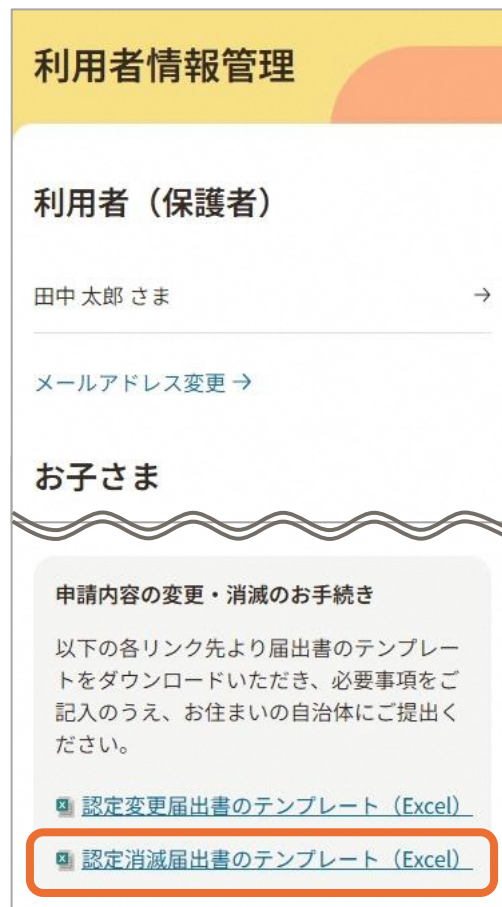 利用者情報管理
利用者（保護者）
田中 太郎 さま →
メールアドレス変更 →
お子さま
申請内容の変更・消滅のお手続き
以下の各リンク先より届出書のテンプレー
トをダウンロードいただき、必要事項をご
記入のうえ、お住まいの自治体にご提出く
ださい。
認定変更届出書のテンプレート（Excel）
認定消滅届出書のテンプレート（Excel）